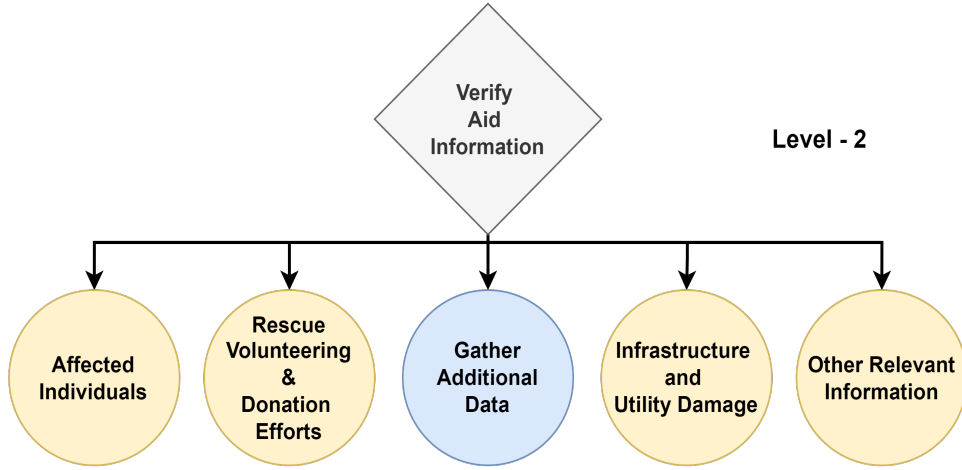 Verify
Aid
Information
Level - 2
Affected
Individuals
Rescue
Volunteering
&
Donation
Efforts
Gather
Additional
Data
Infrastructure
and
Utility Damage
Other Relevant
Information